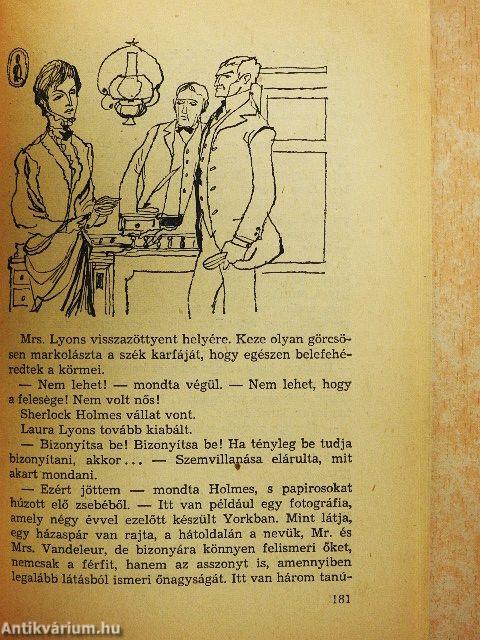 Mrs. Lyons visszazöttyent helyére. Keze olyan görcsö-
sen markolászta a szék karfáját, hogy egészen belefehé-
redtek a körmei.
— Nem lehet! — mondta végül. — Nem lehet, hogy
a felesége! Nem volt nős!
Sherlock Holmes vállat vont.
Laura Lyons tovább kiabált.
— Bizonyítsa be! Bizonyítsa be! Ha tényleg be tudja
bizonyítani, akkor... — Szemvillanása elárulta, mit
akart mondani.
— Ezért jöttem — mondta Holmes, s papirosokat
húzott elő zsebéből. — Itt van például egy fotográfia,
amely négy évvel ezelőtt készült Yorkban. Mint látja,
egy házaspár van rajta, a hátoldalán a nevük, Mr. és
Mrs. Vandeleur, de bizonyára könnyen felismeri őket,
nemcsak a férfit, hanem az asszonyt is, amennyiben
legalább látásból ismeri őnagyságát. Itt van három tanú-
181
Antikvárium.hu